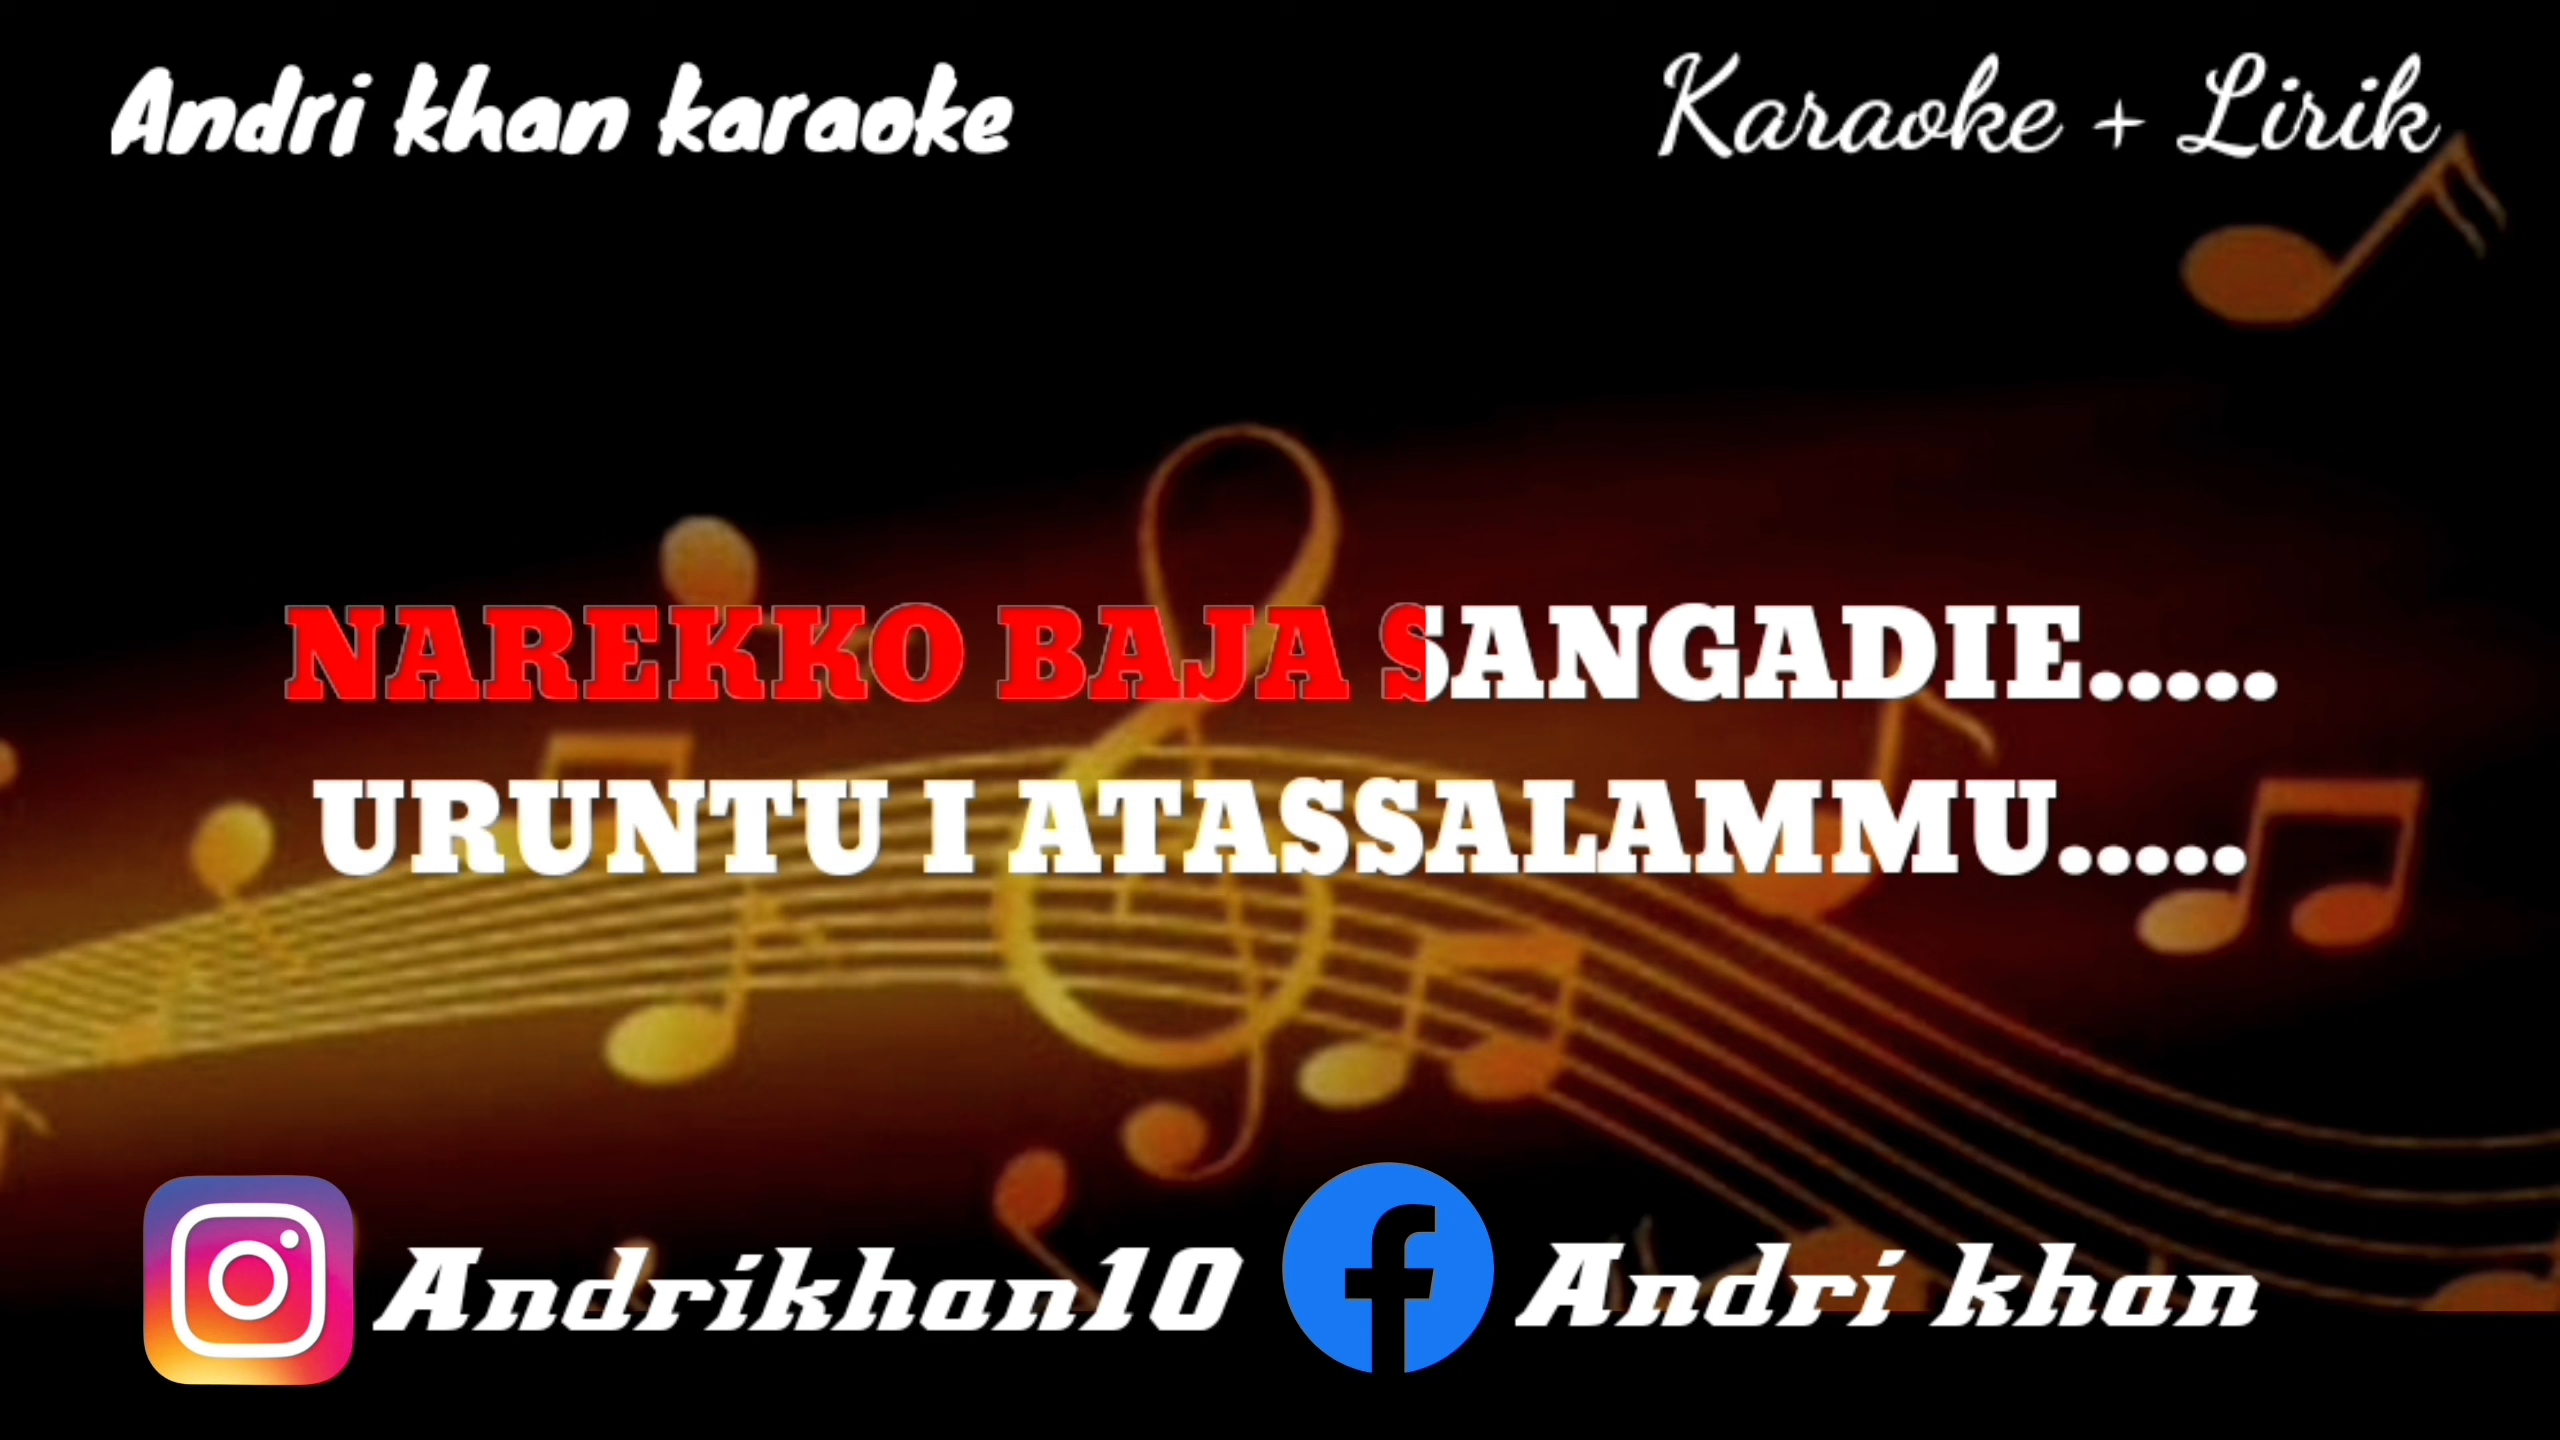 Andri khan karaoke
Karaoke + Lirik
NAREKKO BAJA SANGADIE.....
URUNTU I ATASSALAMMU.....
Andrikhan10
Andri khan